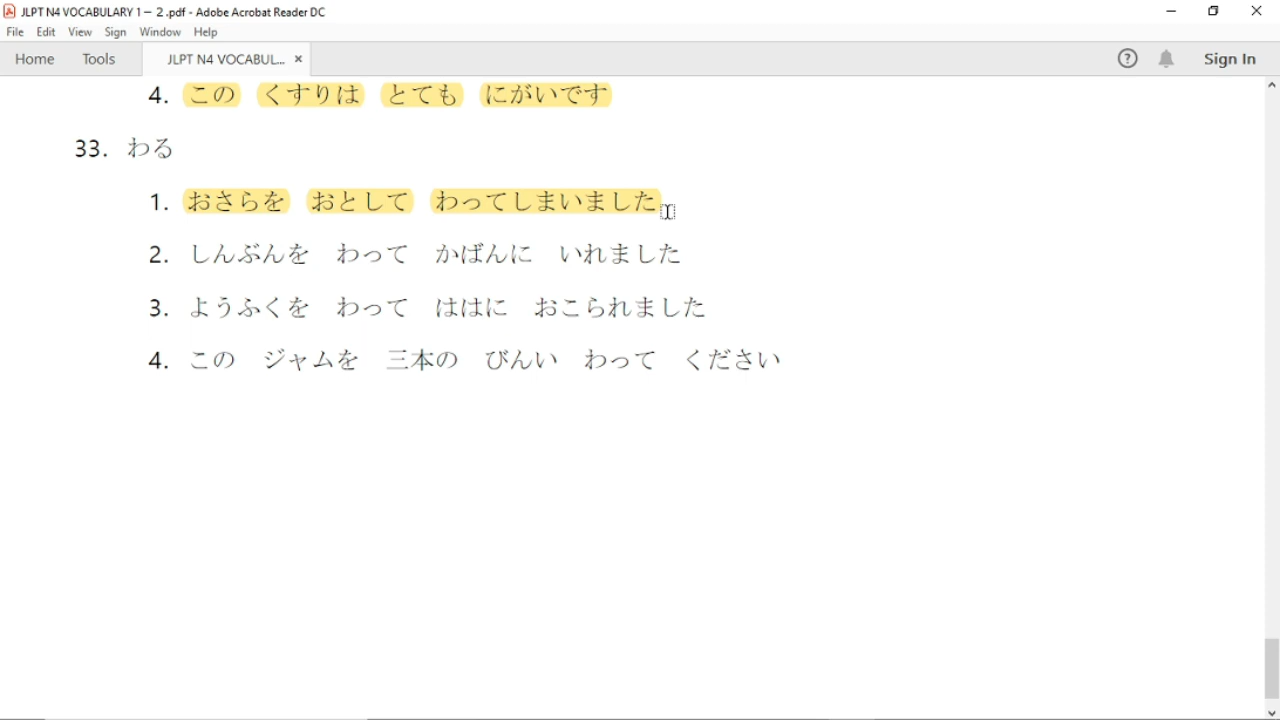 JLPT N4 VOCABULARY 1 — 2 .pdf - Adobe Acrobat Reader DC
File Edit View Sign Window Help
Home Tools JLPT N4 VOCABUL... × ? Sign In
4. この くすりは とても にがいです
33. わる
1. おさらを おとして わってしまいました
2. しんぶんを わって かばんに いれました
3. ようふくを わって ははに おこられました
4. この ジャムを 三本の びんい わって ください